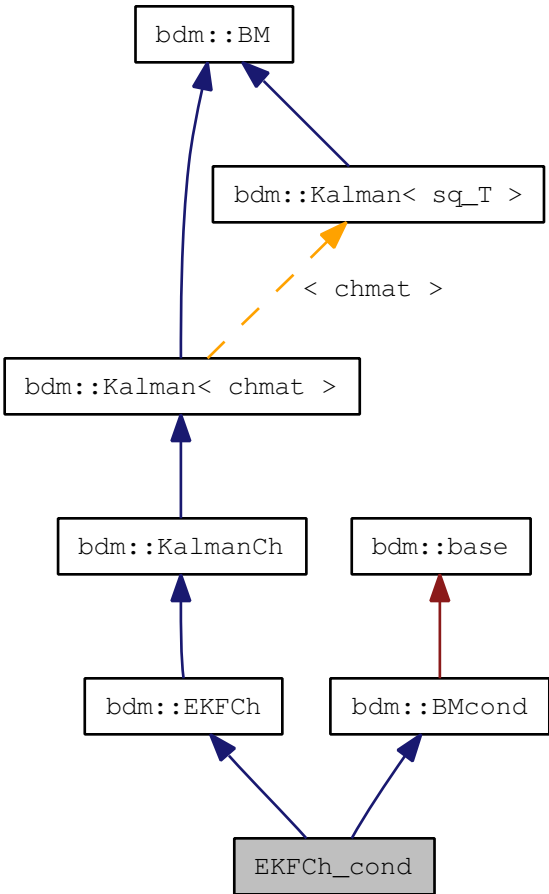 bdm::BM
bdm::Kalman< sq_T >
< chmat >
bdm::Kalman< chmat >
bdm::KalmanCh
bdm::base
bdm::EKFCh
bdm::BMcond
EKFCh_cond